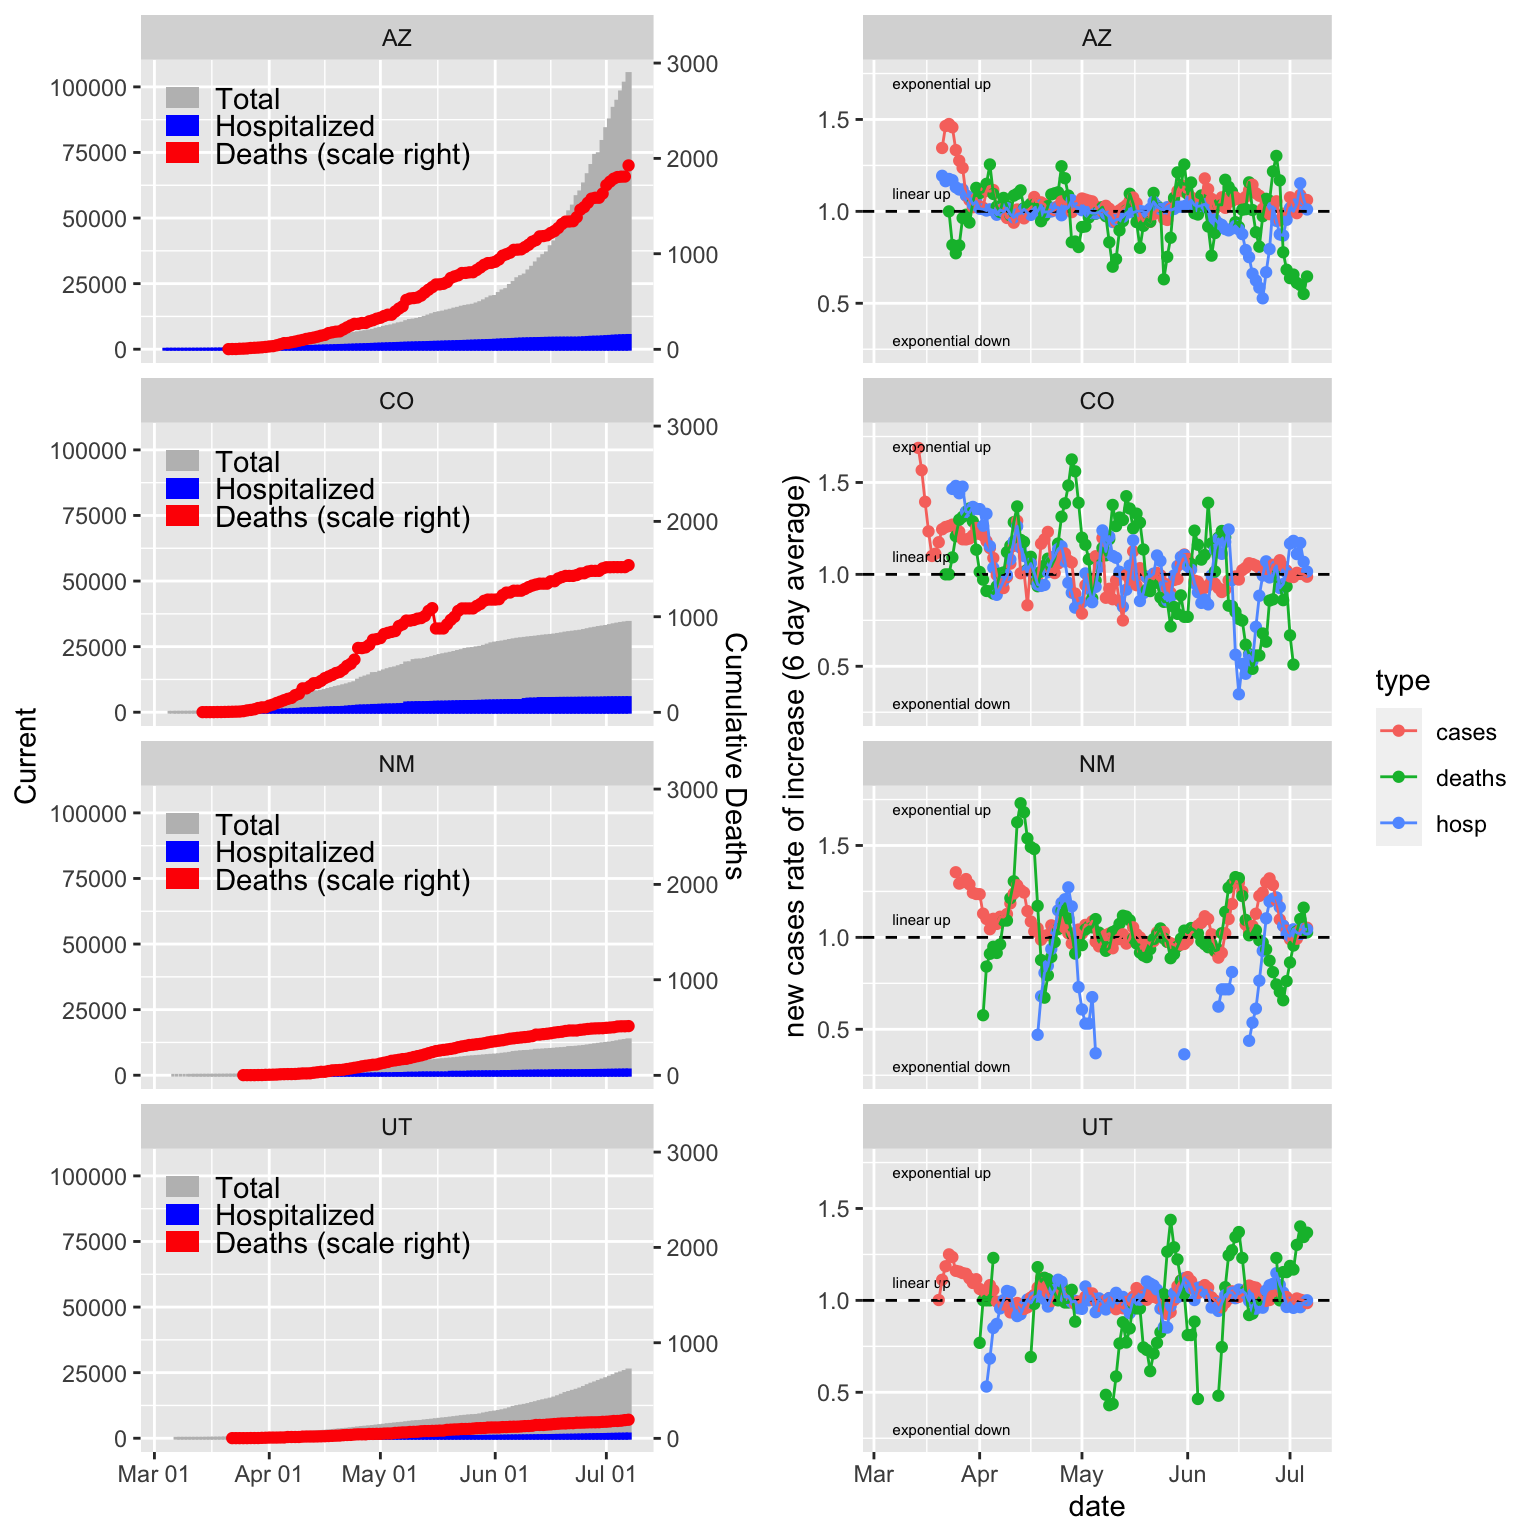 AZ
100000
75000
50000
25000
0
Total
Hospitalized
Deaths (scale right)
3000
2000
1000
0
CO
100000
75000
50000
25000
0
Total
Hospitalized
Deaths (scale right)
3000
2000
1000
0
NM
100000
75000
50000
25000
0
Total
Hospitalized
Deaths (scale right)
3000
2000
1000
0
UT
100000
75000
50000
25000
0
Total
Hospitalized
Deaths (scale right)
3000
2000
1000
0
Mar 01 Apr 01 May 01 Jun 01 Jul 01
Current
Cumulative Deaths
AZ
exponential up
linear up
exponential down
1.5
1.0
0.5
CO
exponential up
linear up
exponential down
1.5
1.0
0.5
NM
exponential up
linear up
exponential down
1.5
1.0
0.5
UT
exponential up
linear up
exponential down
1.5
1.0
0.5
Mar Apr May Jun Jul
date
new cases rate of increase (6 day average)
type
cases
deaths
hosp